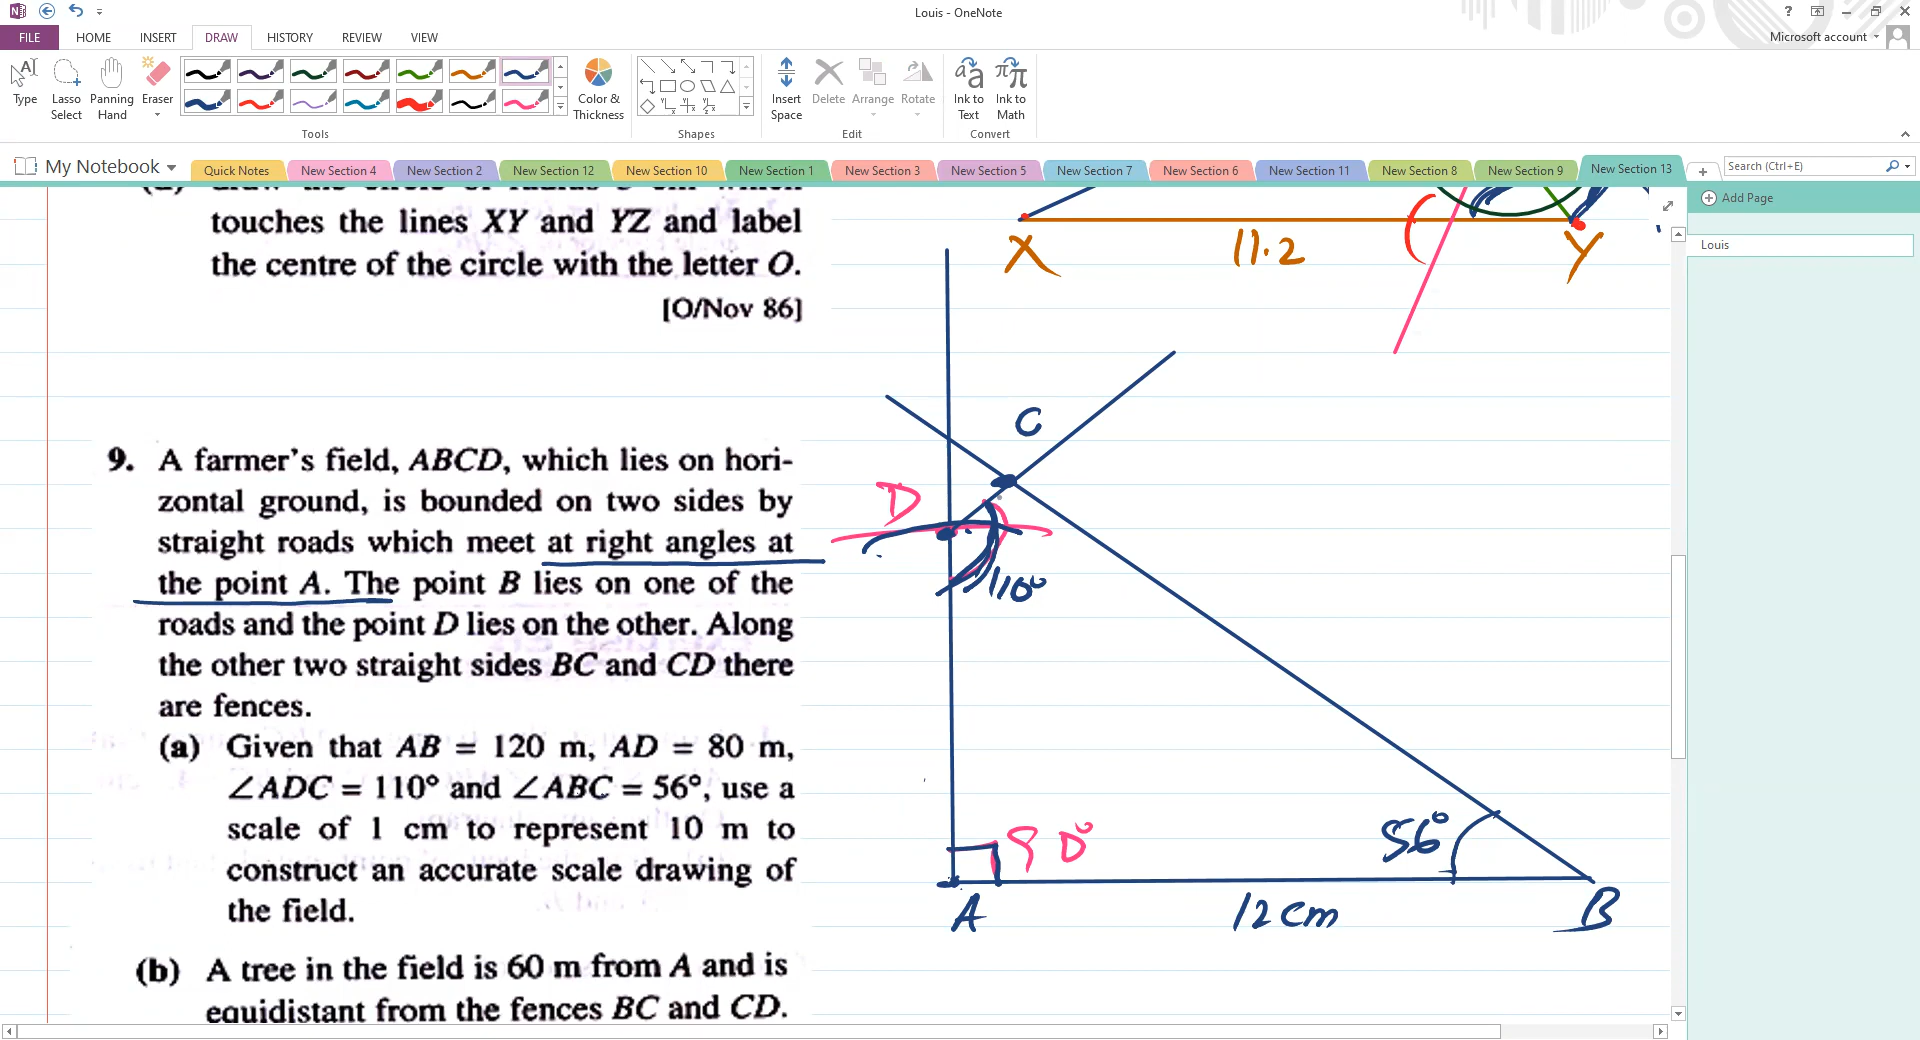 Louis - OneNote
Microsoft account
FILE HOME INSERT DRAW HISTORY REVIEW VIEW
Type
Lasso Select
Panning Hand
Eraser
Color & Thickness
Insert Space
Delete
Arrange
Rotate
Ink to Text
Ink to Math
Tools
Shapes
Edit
Convert
My Notebook
Quick Notes
New Section 4
New Section 2
New Section 12
New Section 10
New Section 1
New Section 3
New Section 5
New Section 7
New Section 6
New Section 11
New Section 8
New Section 9
New Section 13
Search (Ctrl+E)
Add Page
Louis
touches the lines XY and YZ and label
the centre of the circle with the letter O.
[O/Nov 86]
9. A farmer's field, ABCD, which lies on hori-
zontal ground, is bounded on two sides by
straight roads which meet at right angles at
the point A. The point B lies on one of the
roads and the point D lies on the other. Along
the other two straight sides BC and CD there
are fences.
(a) Given that AB = 120 m, AD = 80 m,
∠ADC = 110° and ∠ABC = 56°, use a
scale of 1 cm to represent 10 m to
construct an accurate scale drawing of
the field.
(b) A tree in the field is 60 m from A and is
equidistant from the fences BC and CD.
X 11.2 Y
C
D
110°
90°
56°
A 12cm B